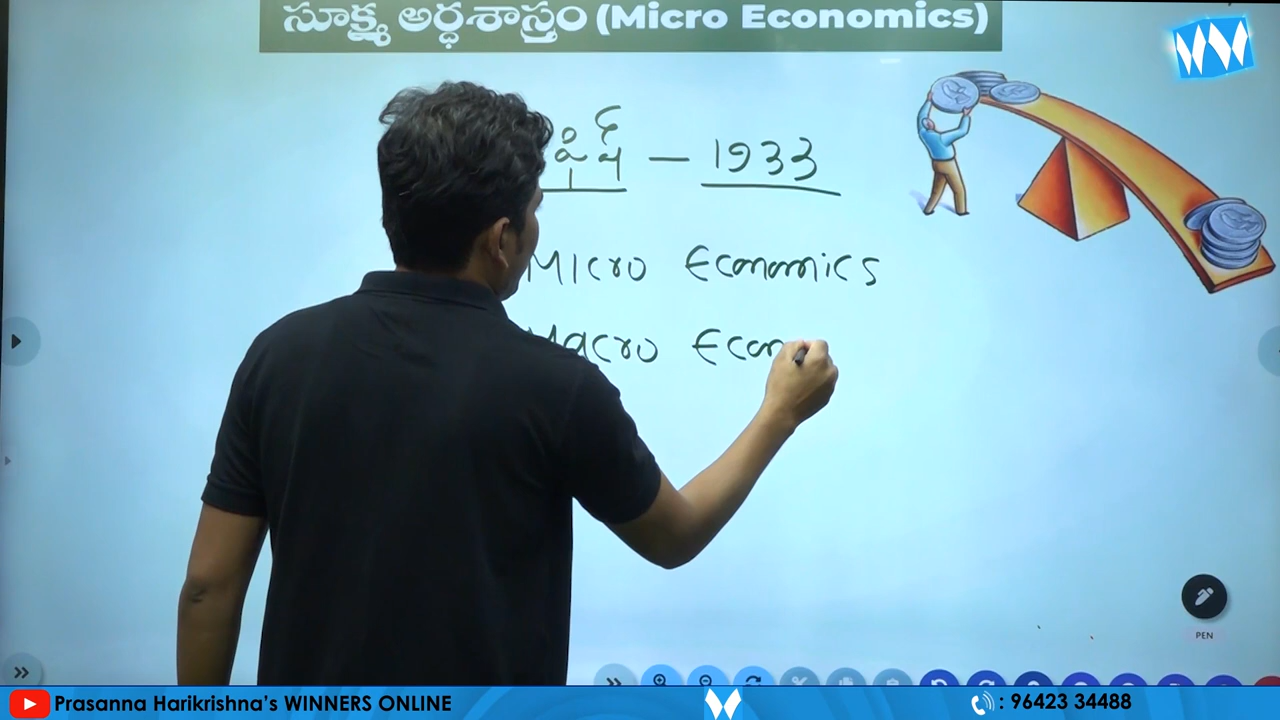 సూక్ష్మ అర్థశాస్త్రం (Micro Economics)
W
– 1933
Micro Economics
Macro Econ
PEN
Prasanna Harikrishna's WINNERS ONLINE
W
: 96423 34488